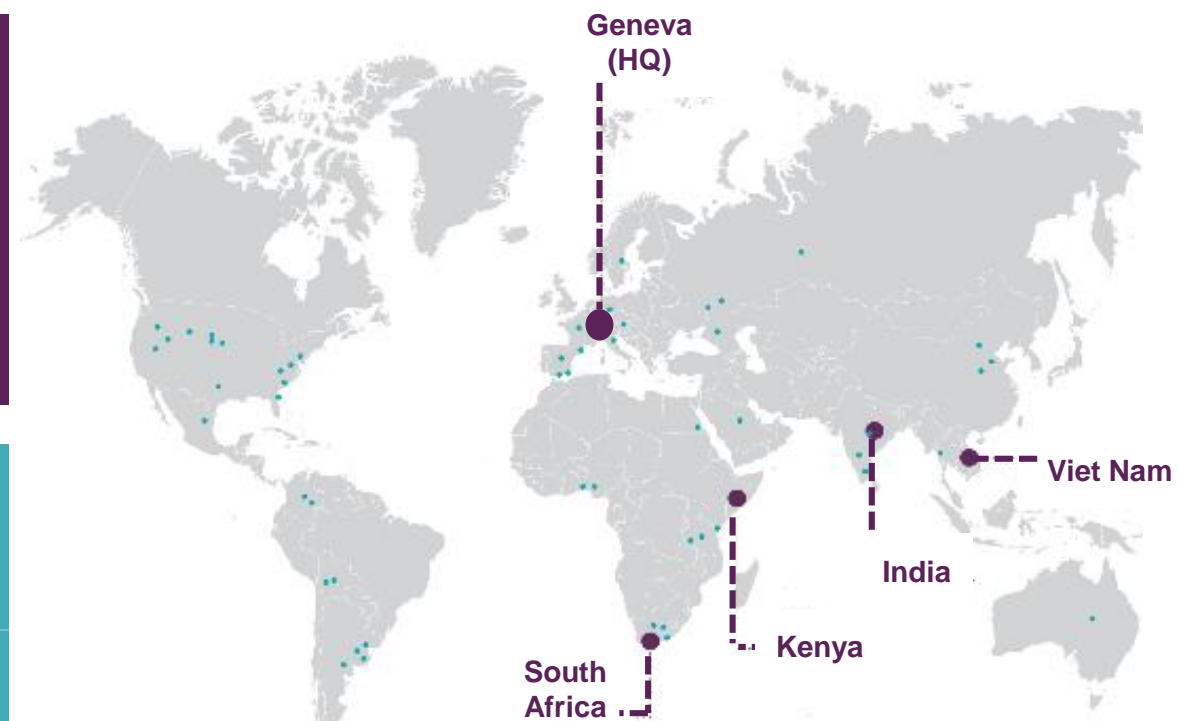 Geneva
(HQ)
Viet Nam
India
Kenya
South
Africa